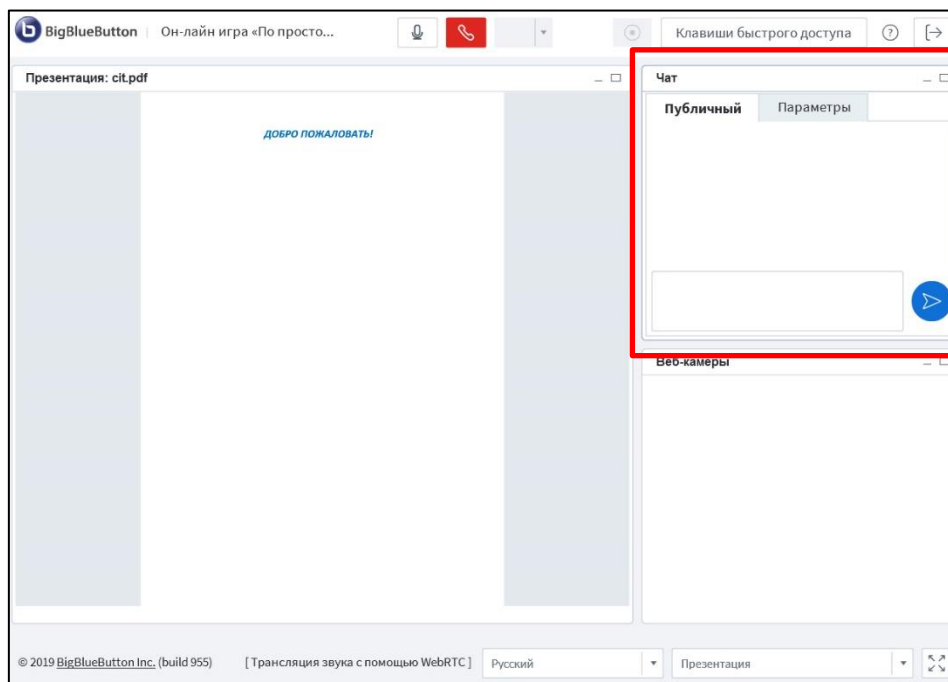 BigBlueButton Он-лайн игра «По просто... Клавиши быстрого доступа ?
Презентация: cit.pdf
ДОБРО ПОЖАЛОВАТЬ!
Чат
Публичный Параметры
Веб-камеры
© 2019 BigBlueButton Inc. (build 955) [ Трансляция звука с помощью WebRTC ] Русский Презентация